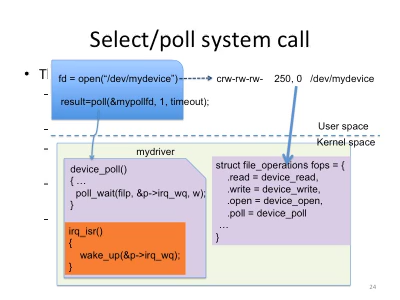 Select/poll system call
fd = open("/dev/mydevice") crw-rw-rw- 250, 0 /dev/mydevice
result=poll(&mypollfd, 1, timeout);
User space
Kernel space
mydriver
device_poll()
{ …
poll_wait(filp, &p->irq_wq, w);
}
irq_isr()
{
wake_up(&p->irq_wq);
}
struct file_operations fops = {
.read = device_read,
.write = device_write,
.open = device_open,
.poll = device_poll
…
}
24